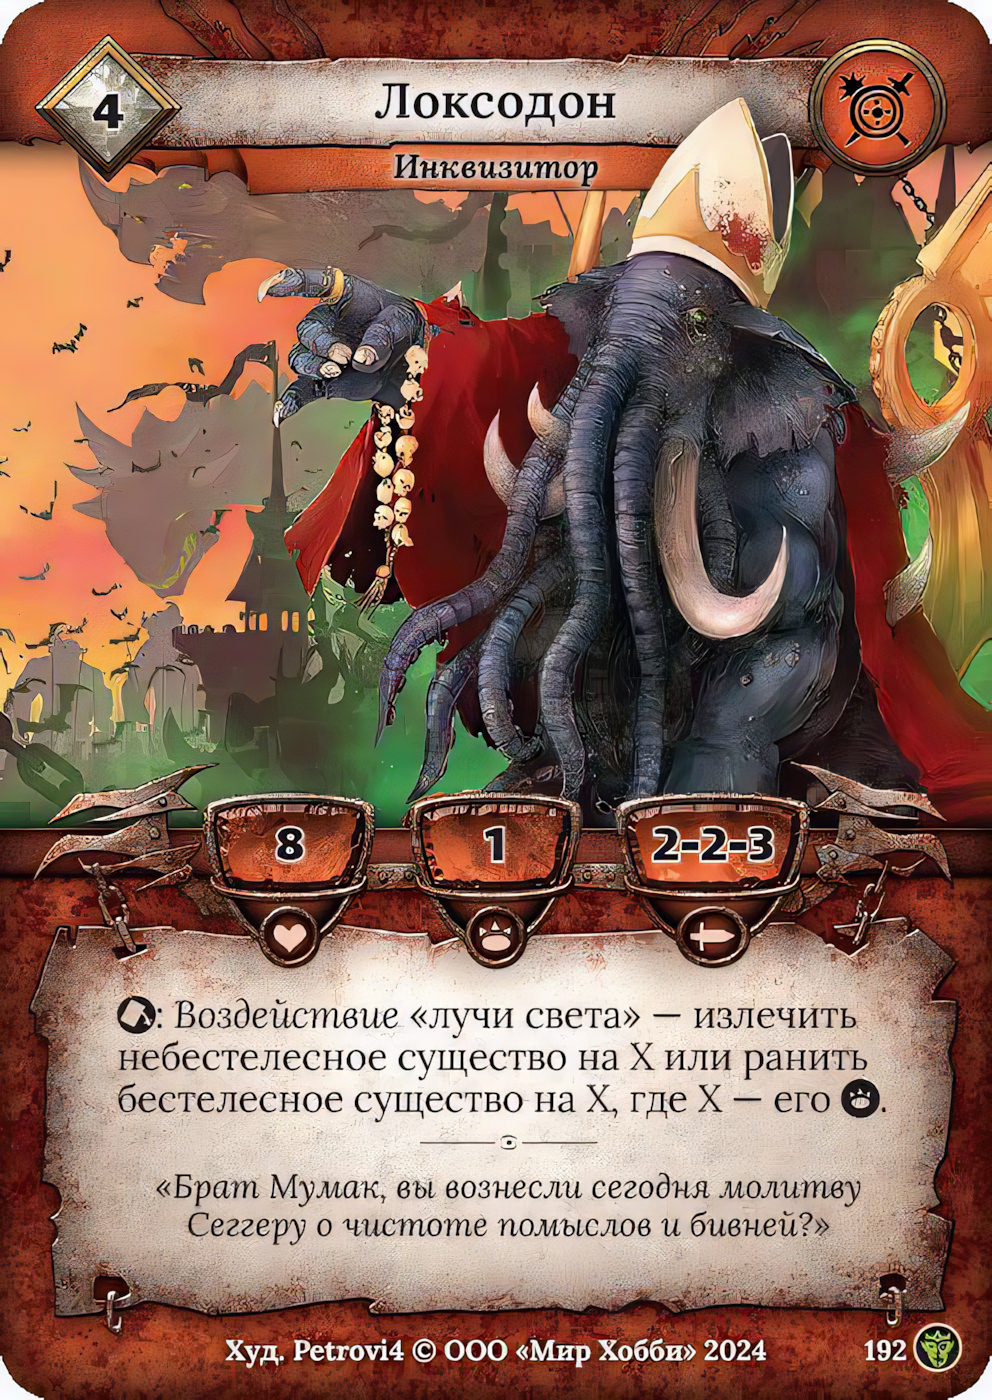 4
Локсодон
Инквизитор
8
1
2-2-3
: Воздействие «лучи света» — излечить
небестелесное существо на X или ранить
бестелесное существо на X, где X — его .
«Брат Мумак, вы вознесли сегодня молитву
Сеггеру о чистоте помыслов и бивней?»
Худ. Petrovi4 © ООО «Мир Хобби» 2024
192